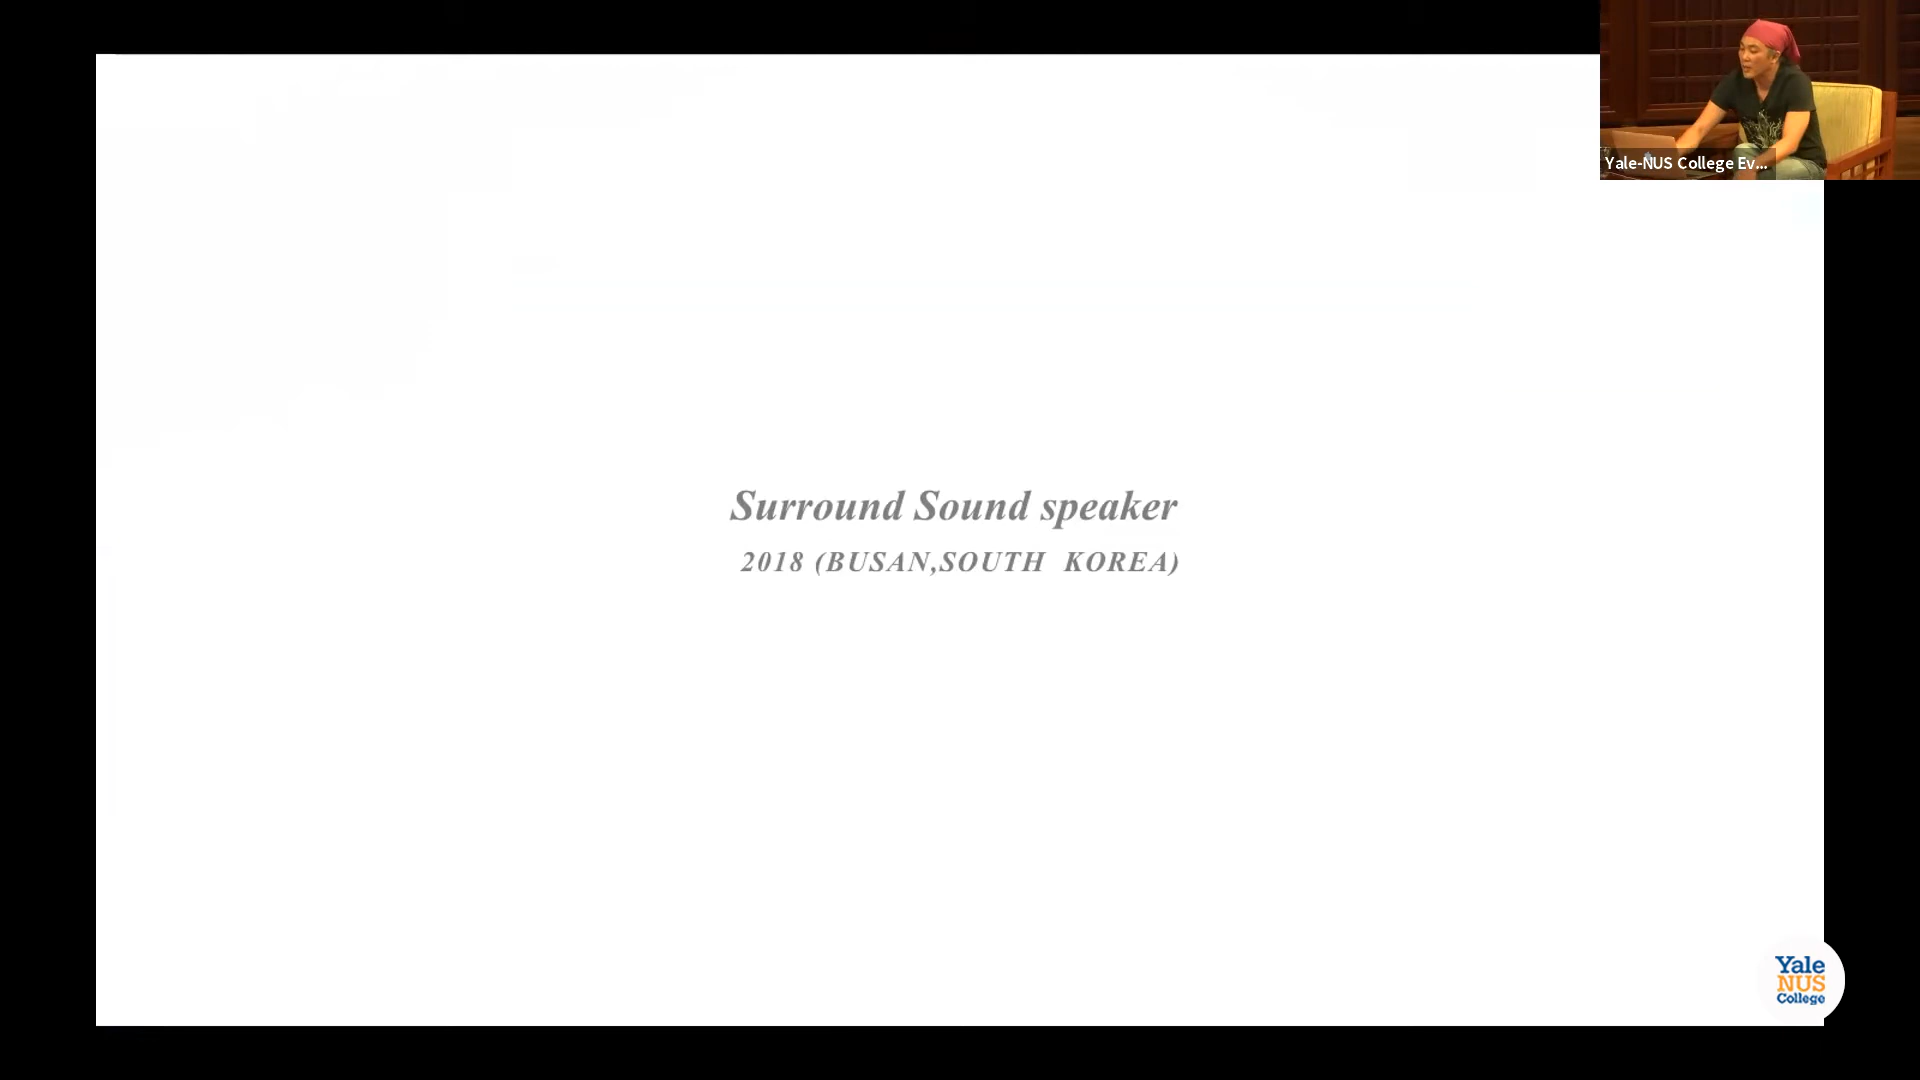 Yale-NUS College Ev...
Surround Sound speaker
2018 (BUSAN,SOUTH KOREA)
Yale
NUS
College